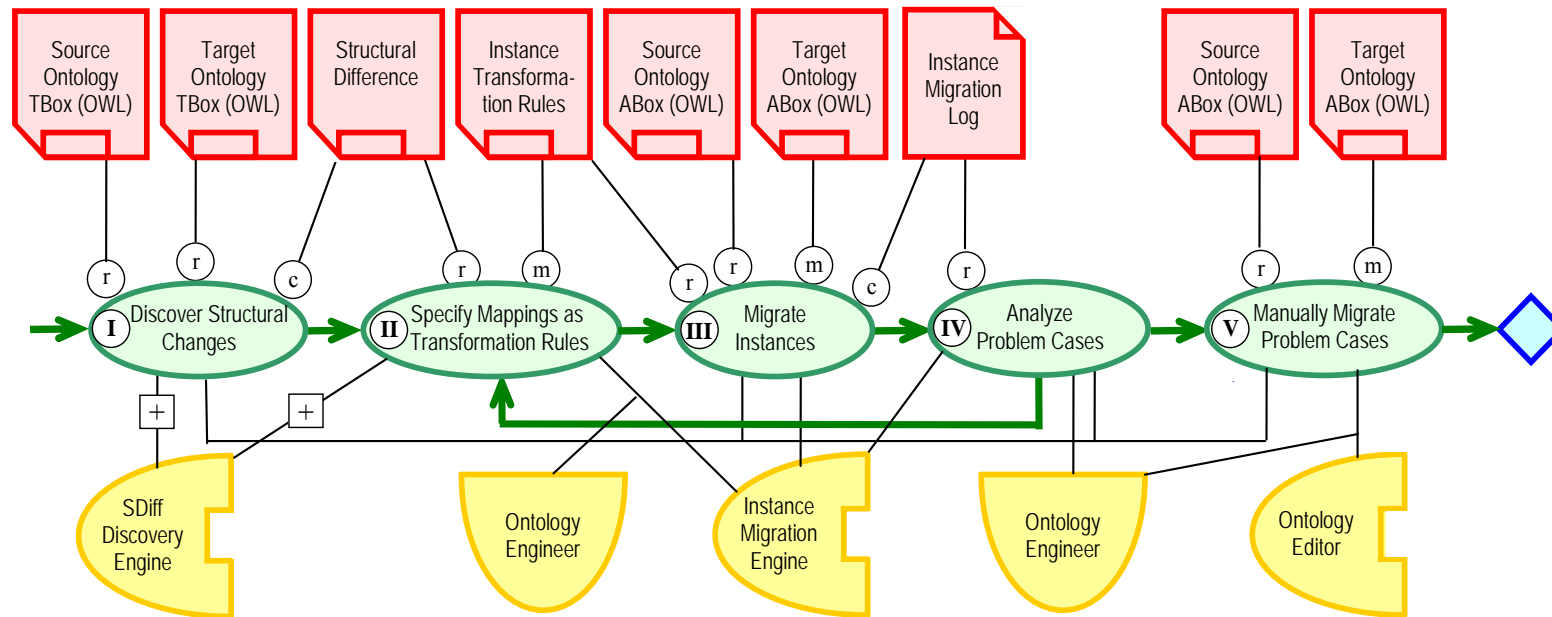 Source
Ontology
TBox (OWL)
Target
Ontology
TBox (OWL)
Structural
Difference
Instance
Transforma-
tion Rules
Source
Ontology
ABox (OWL)
Target
Ontology
ABox (OWL)
Instance
Migration
Log
Source
Ontology
ABox (OWL)
Target
Ontology
ABox (OWL)
r
r
c
r
m
r
r
m
c
r
r
m
I
Discover Structural
Changes
II
Specify Mappings as
Transformation Rules
III
Migrate
Instances
IV
Analyze
Problem Cases
V
Manually Migrate
Problem Cases
+
+
SDiff
Discovery
Engine
Ontology
Engineer
Instance
Migration
Engine
Ontology
Engineer
Ontology
Editor